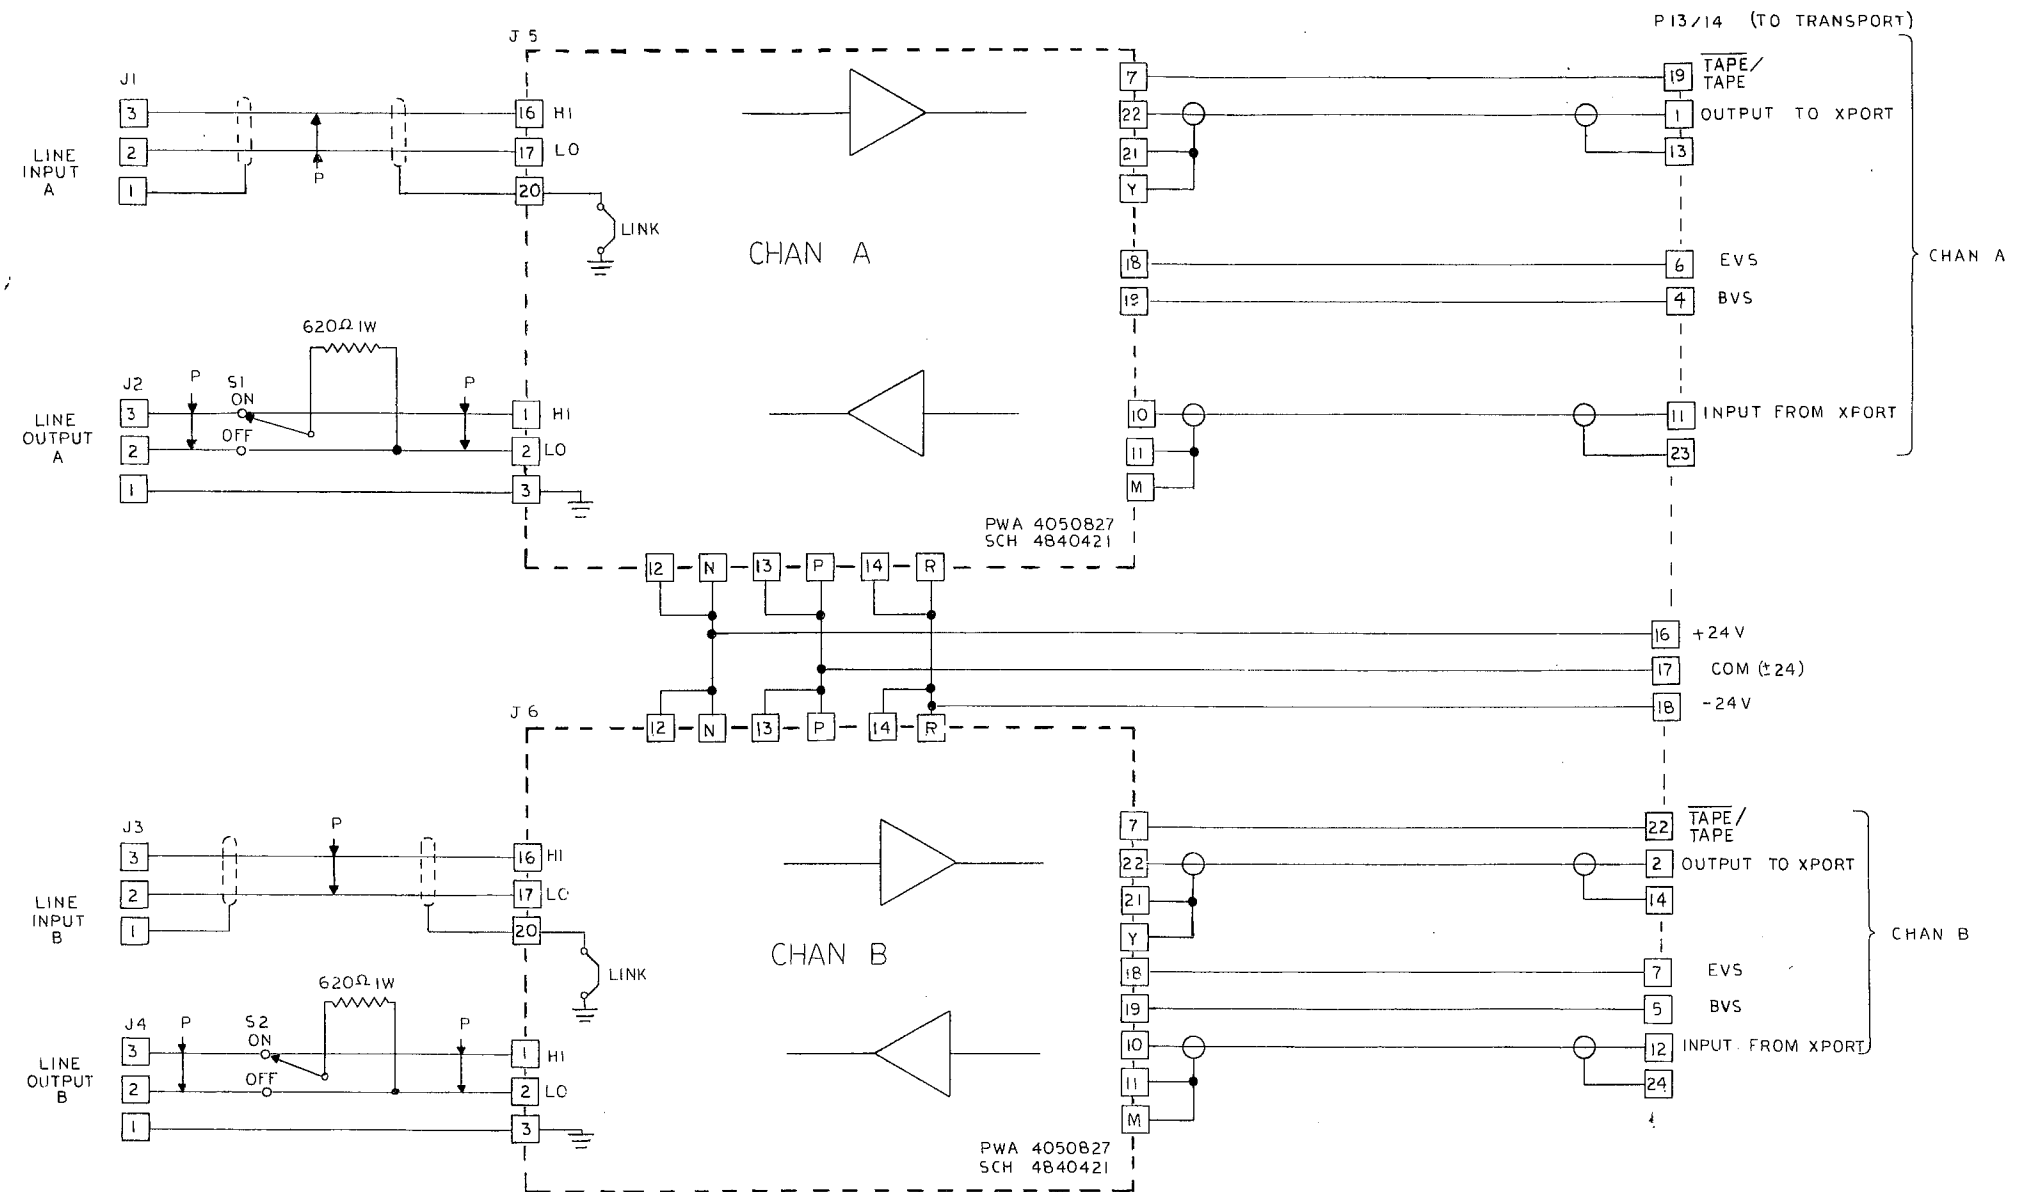 P13/14 (TO TRANSPORT)
J5
J1
3
2
1
LINE
INPUT
A
P
16 HI
17 LO
20
LINK
CHAN A
7
22
21
Y
18
19
19 TAPE/
TAPE
1 OUTPUT TO XPORT
13
6 EVS
4 BVS
CHAN A
620Ω 1W
J2
P
S1
ON
OFF
P
3
2
1
LINE
OUTPUT
A
1 HI
2 LO
3
10
11
M
11 INPUT FROM XPORT
23
PWA 4050827
SCH 4840421
12 N 13 P 14 R
16 +24V
17 COM (±24)
18 -24V
J6
12 N 13 P 14 R
J3
P
3
2
1
LINE
INPUT
B
16 HI
17 LO
20
LINK
CHAN B
7
22
21
Y
18
19
10
11
M
22 TAPE/
TAPE
2 OUTPUT TO XPORT
14
7 EVS
5 BVS
12 INPUT FROM XPORT
24
CHAN B
620Ω 1W
J4
P
S2
ON
OFF
P
3
2
1
LINE
OUTPUT
B
1 HI
2 LO
3
PWA 4050827
SCH 4840421